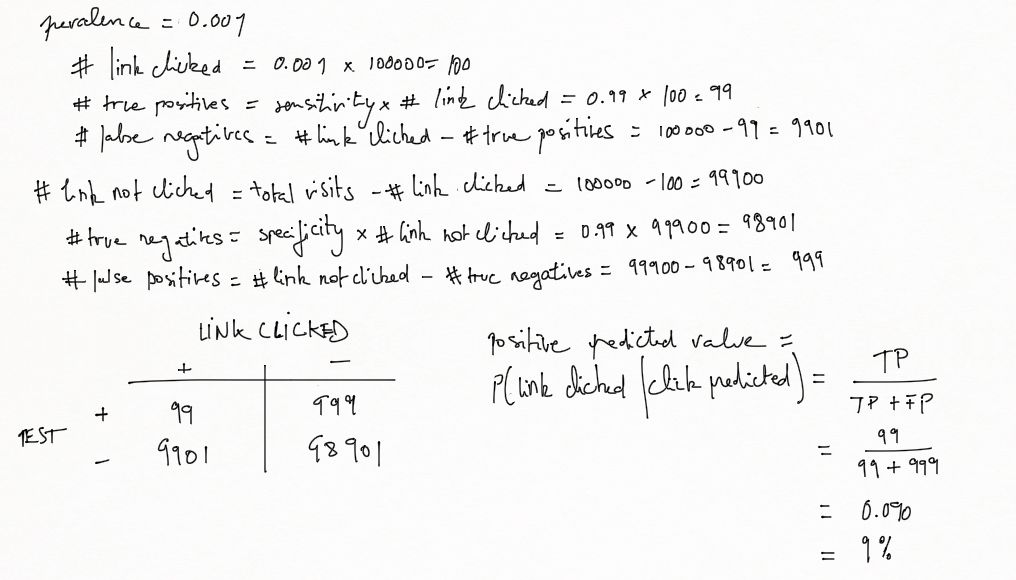 prevalence = 0.001
# link clicked = 0.001 x 100000= 100
# true positives = sensitivity x # link clicked = 0.99 x 100 = 99
# false negatives = # link clicked - # true positives = 100000 - 99 = 9901
# link not clicked = total visits - # link clicked = 100000 - 100 = 99900
# true negatives = specificity x # link not clicked = 0.99 x 99900 = 98901
# false positives = # link not clicked - # true negatives = 99900 - 98901 = 999
LINK CLICKED
+ -
TEST + 99 999
- 9901 98901
positive predicted value =
P(link clicked | click predicted) = TP / TP + FP
= 99 / 99 + 999
= 0.090
= 9%